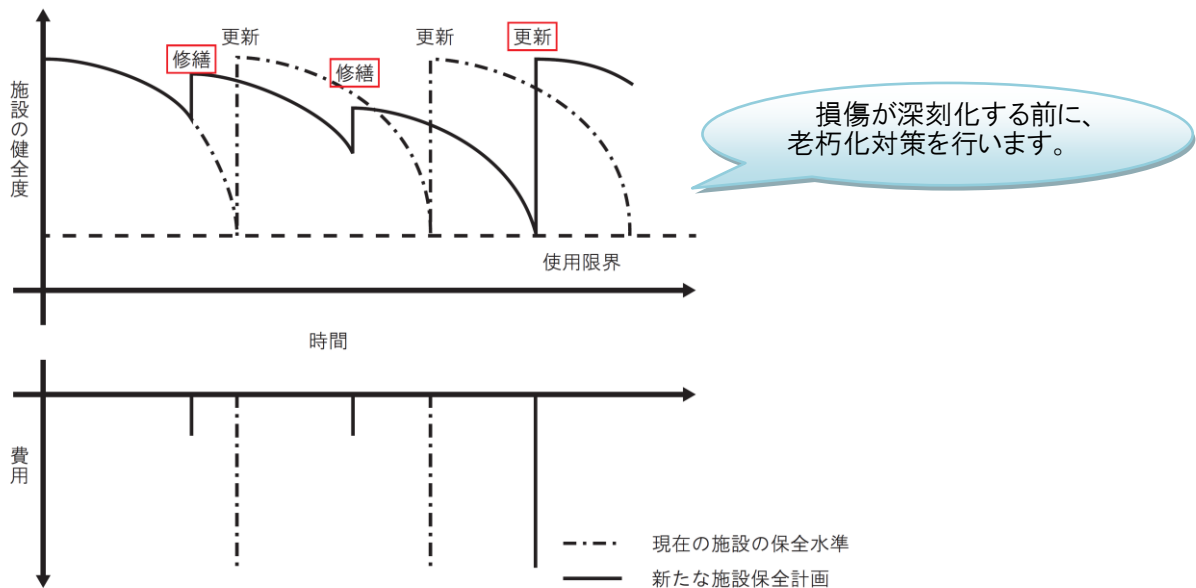 更新
更新
更新
修繕
修繕
施設の健全度
損傷が深刻化する前に、
老朽化対策を行います。
使用限界
時間
費用
現在の施設の保全水準
新たな施設保全計画